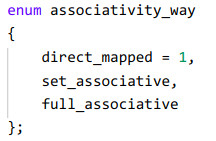 enum associativity_way
{
direct_mapped = 1,
set_associative,
full_associative
};